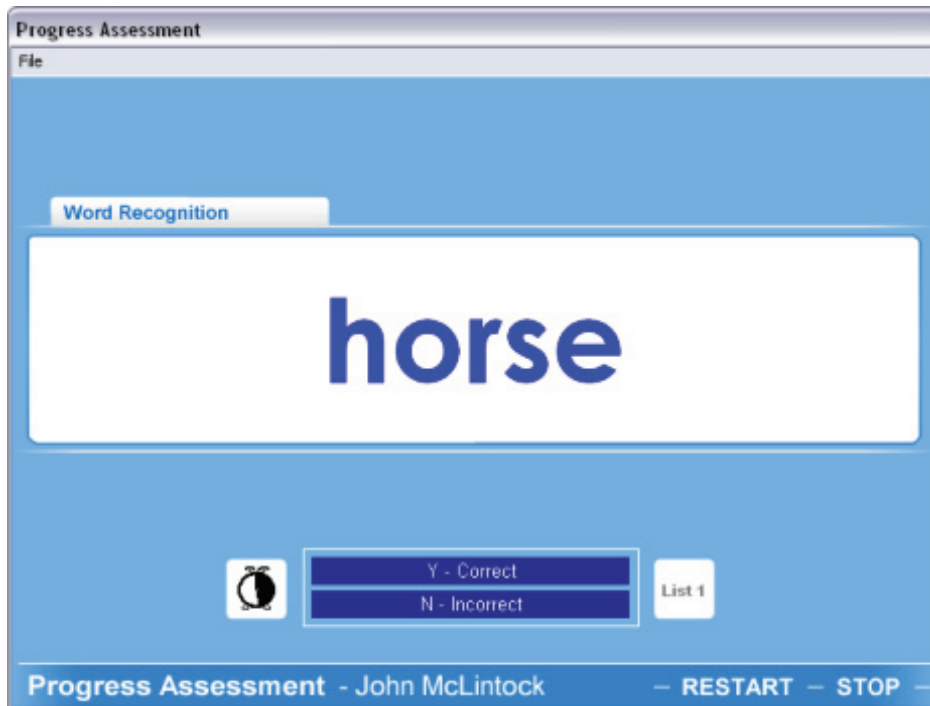 Progress Assessment
File
Word Recognition
horse
Y - Correct
N - Incorrect
List 1
Progress Assessment - John McLintock – RESTART – STOP –